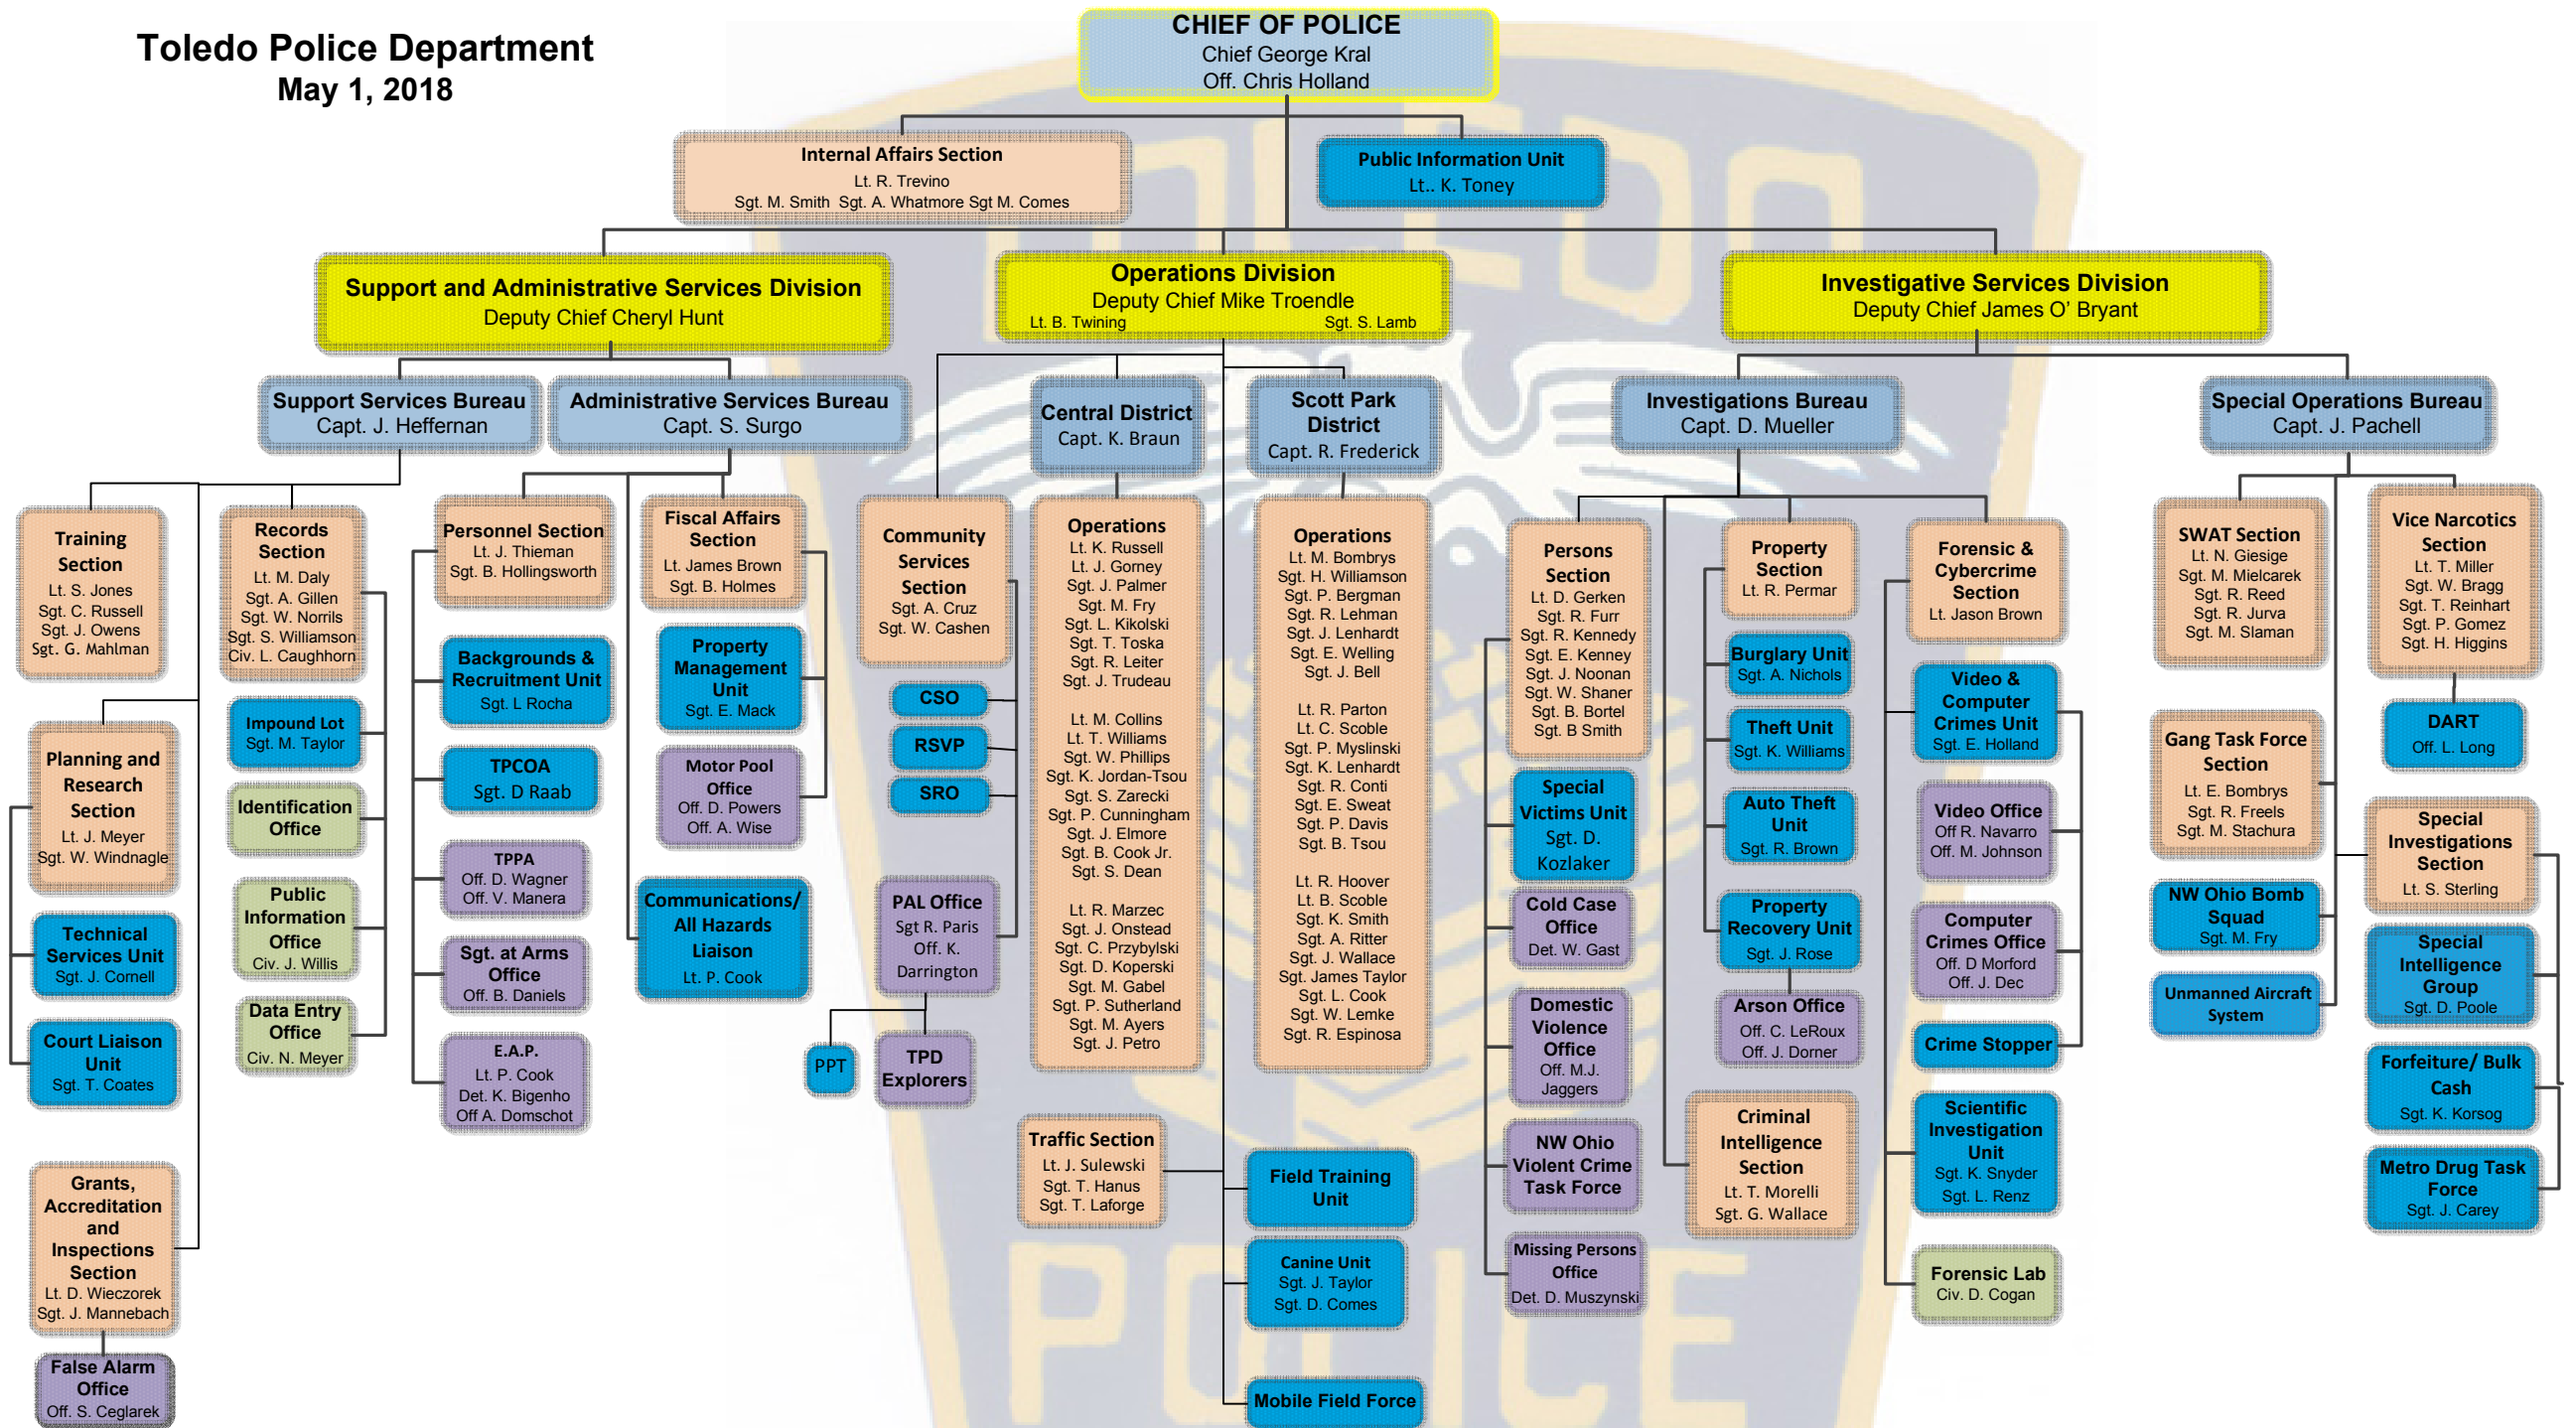 Toledo Police Department
May 1, 2018
CHIEF OF POLICE
Chief George Kral
Off. Chris Holland
Internal Affairs Section
Lt. R. Trevino
Sgt. M. Smith Sgt. A. Whatmore Sgt M. Comes
Public Information Unit
Lt.. K. Toney
Support and Administrative Services Division
Deputy Chief Cheryl Hunt
Operations Division
Deputy Chief Mike Troendle
Lt. B. Twining Sgt. S. Lamb
Investigative Services Division
Deputy Chief James O' Bryant
Support Services Bureau
Capt. J. Heffernan
Administrative Services Bureau
Capt. S. Surgo
Central District
Capt. K. Braun
Scott Park
District
Capt. R. Frederick
Investigations Bureau
Capt. D. Mueller
Special Operations Bureau
Capt. J. Pachell
Training
Section
Lt. S. Jones
Sgt. C. Russell
Sgt. J. Owens
Sgt. G. Mahlman
Planning and
Research
Section
Lt. J. Meyer
Sgt. W. Windnagle
Technical
Services Unit
Sgt. J. Cornell
Court Liaison
Unit
Sgt. T. Coates
Grants,
Accreditation
and
Inspections
Section
Lt. D. Wieczorek
Sgt. J. Mannebach
False Alarm
Office
Off. S. Ceglarek
Records
Section
Lt. M. Daly
Sgt. A. Gillen
Sgt. W. Norrils
Sgt. S. Williamson
Civ. L. Caughhorn
Impound Lot
Sgt. M. Taylor
Identification
Office
Public
Information
Office
Civ. J. Willis
Data Entry
Office
Civ. N. Meyer
Personnel Section
Lt. J. Thieman
Sgt. B. Hollingsworth
Backgrounds &
Recruitment Unit
Sgt. L Rocha
TPCOA
Sgt. D Raab
TPPA
Off. D. Wagner
Off. V. Manera
Sgt. at Arms
Office
Off. B. Daniels
E.A.P.
Lt. P. Cook
Det. K. Bigenho
Off A. Domschot
Fiscal Affairs
Section
Lt. James Brown
Sgt. B. Holmes
Property
Management
Unit
Sgt. E. Mack
Motor Pool
Office
Off. D. Powers
Off. A. Wise
Communications/
All Hazards
Liaison
Lt. P. Cook
Community
Services
Section
Sgt. A. Cruz
Sgt. W. Cashen
CSO
RSVP
SRO
PAL Office
Sgt R. Paris
Off. K.
Darrington
PPT
TPD
Explorers
Operations
Lt. K. Russell
Lt. J. Gorney
Sgt. J. Palmer
Sgt. M. Fry
Sgt. L. Kikolski
Sgt. T. Toska
Sgt. R. Leiter
Sgt. J. Trudeau
Lt. M. Collins
Lt. T. Williams
Sgt. W. Phillips
Sgt. K. Jordan-Tsou
Sgt. S. Zarecki
Sgt. P. Cunningham
Sgt. J. Elmore
Sgt. B. Cook Jr.
Sgt. S. Dean
Lt. R. Marzec
Sgt. J. Onstead
Sgt. C. Przybylski
Sgt. D. Koperski
Sgt. M. Gabel
Sgt. P. Sutherland
Sgt. M. Ayers
Sgt. J. Petro
Operations
Lt. M. Bombrys
Sgt. H. Williamson
Sgt. P. Bergman
Sgt. R. Lehman
Sgt. J. Lenhardt
Sgt. E. Welling
Sgt. J. Bell
Lt. R. Parton
Lt. C. Scoble
Sgt. P. Myslinski
Sgt. K. Lenhardt
Sgt. R. Conti
Sgt. E. Sweat
Sgt. P. Davis
Sgt. B. Tsou
Lt. R. Hoover
Lt. B. Scoble
Sgt. K. Smith
Sgt. A. Ritter
Sgt. J. Wallace
Sgt. James Taylor
Sgt. L. Cook
Sgt. W. Lemke
Sgt. R. Espinosa
Traffic Section
Lt. J. Sulewski
Sgt. T. Hanus
Sgt. T. Laforge
Field Training
Unit
Canine Unit
Sgt. J. Taylor
Sgt. D. Comes
Mobile Field Force
Persons
Section
Lt. D. Gerken
Sgt. R. Furr
Sgt. R. Kennedy
Sgt. E. Kenney
Sgt. J. Noonan
Sgt. W. Shaner
Sgt. B. Bortel
Sgt. B Smith
Special
Victims Unit
Sgt. D.
Kozlaker
Cold Case
Office
Det. W. Gast
Domestic
Violence
Office
Off. M.J.
Jaggers
NW Ohio
Violent Crime
Task Force
Missing Persons
Office
Det. D. Muszynski
Property
Section
Lt. R. Permar
Burglary Unit
Sgt. A. Nichols
Theft Unit
Sgt. K. Williams
Auto Theft
Unit
Sgt. R. Brown
Property
Recovery Unit
Sgt. J. Rose
Arson Office
Off. C. LeRoux
Off. J. Dorner
Criminal
Intelligence
Section
Lt. T. Morelli
Sgt. G. Wallace
Forensic &
Cybercrime
Section
Lt. Jason Brown
Video &
Computer
Crimes Unit
Sgt. E. Holland
Video Office
Off R. Navarro
Off. M. Johnson
Computer
Crimes Office
Off. D Morford
Off. J. Dec
Crime Stopper
Scientific
Investigation
Unit
Sgt. K. Snyder
Sgt. L. Renz
Forensic Lab
Civ. D. Cogan
SWAT Section
Lt. N. Giesige
Sgt. M. Mielcarek
Sgt. R. Reed
Sgt. R. Jurva
Sgt. M. Slaman
Gang Task Force
Section
Lt. E. Bombrys
Sgt. R. Freels
Sgt. M. Stachura
NW Ohio Bomb
Squad
Sgt. M. Fry
Unmanned Aircraft
System
Vice Narcotics
Section
Lt. T. Miller
Sgt. W. Bragg
Sgt. T. Reinhart
Sgt. P. Gomez
Sgt. H. Higgins
DART
Off. L. Long
Special
Investigations
Section
Lt. S. Sterling
Special
Intelligence
Group
Sgt. D. Poole
Forfeiture/ Bulk
Cash
Sgt. K. Korsog
Metro Drug Task
Force
Sgt. J. Carey
TOLEDO
POLICE